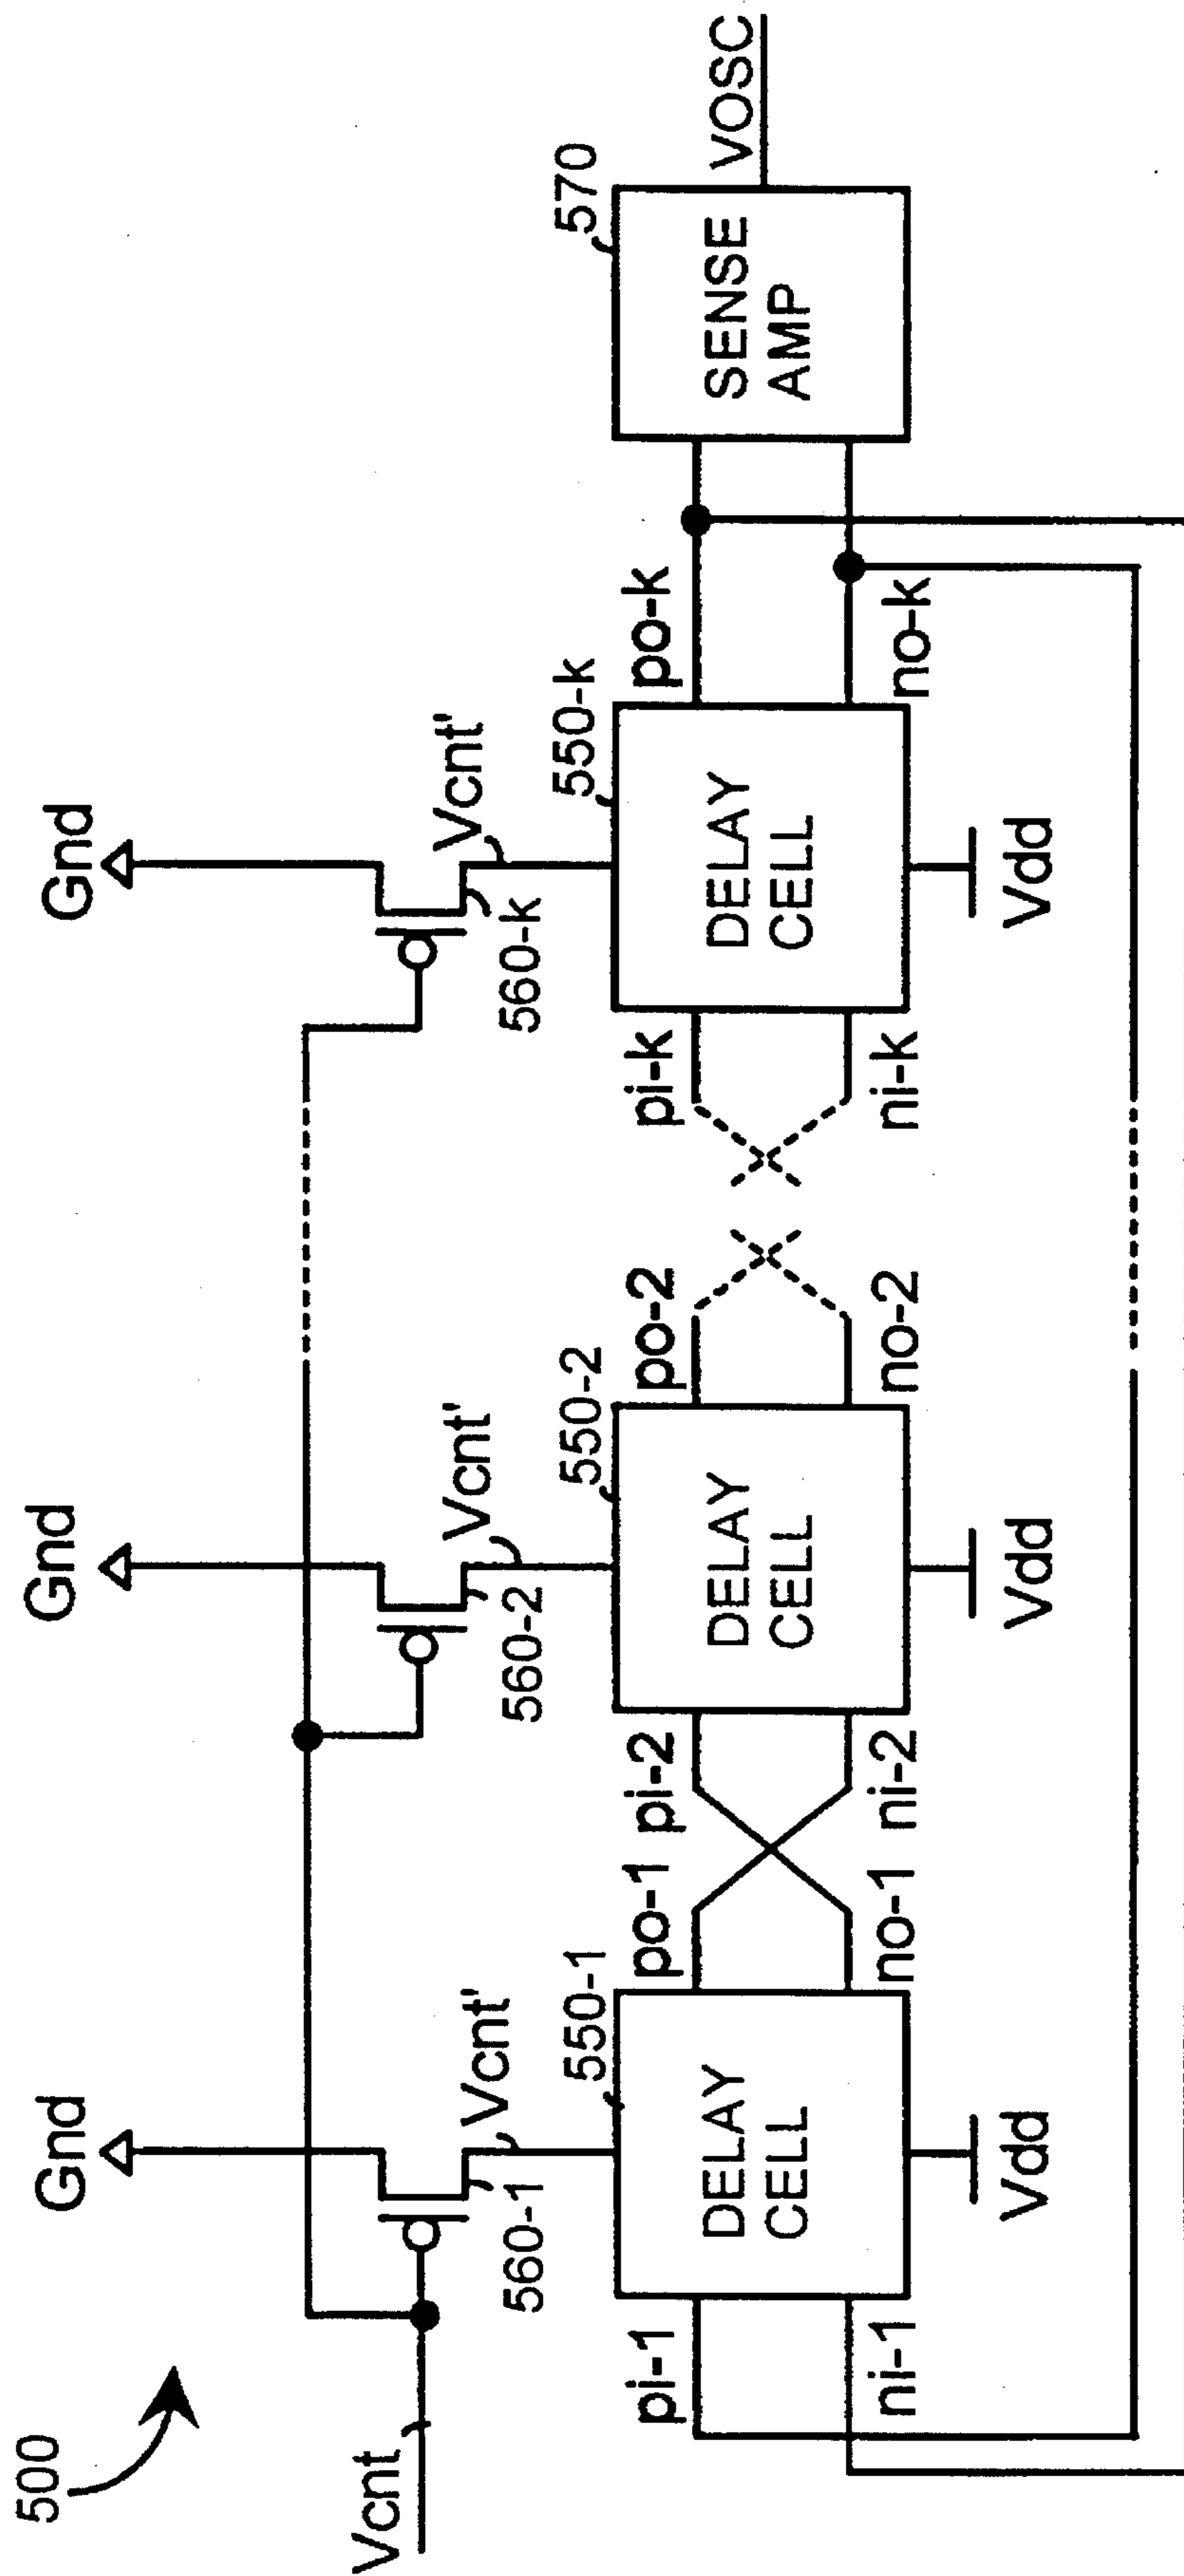 500
Gnd
Gnd
Gnd
Vcnt
Vcnt'
Vcnt'
Vcnt'
560-1
560-2
560-k
550-1
550-2
550-k
570
pi-1
po-1
pi-2
po-2
pi-k
po-k
DELAY
CELL
DELAY
CELL
DELAY
CELL
SENSE
AMP
VOSC
ni-1
no-1
ni-2
no-2
ni-k
no-k
Vdd
Vdd
Vdd